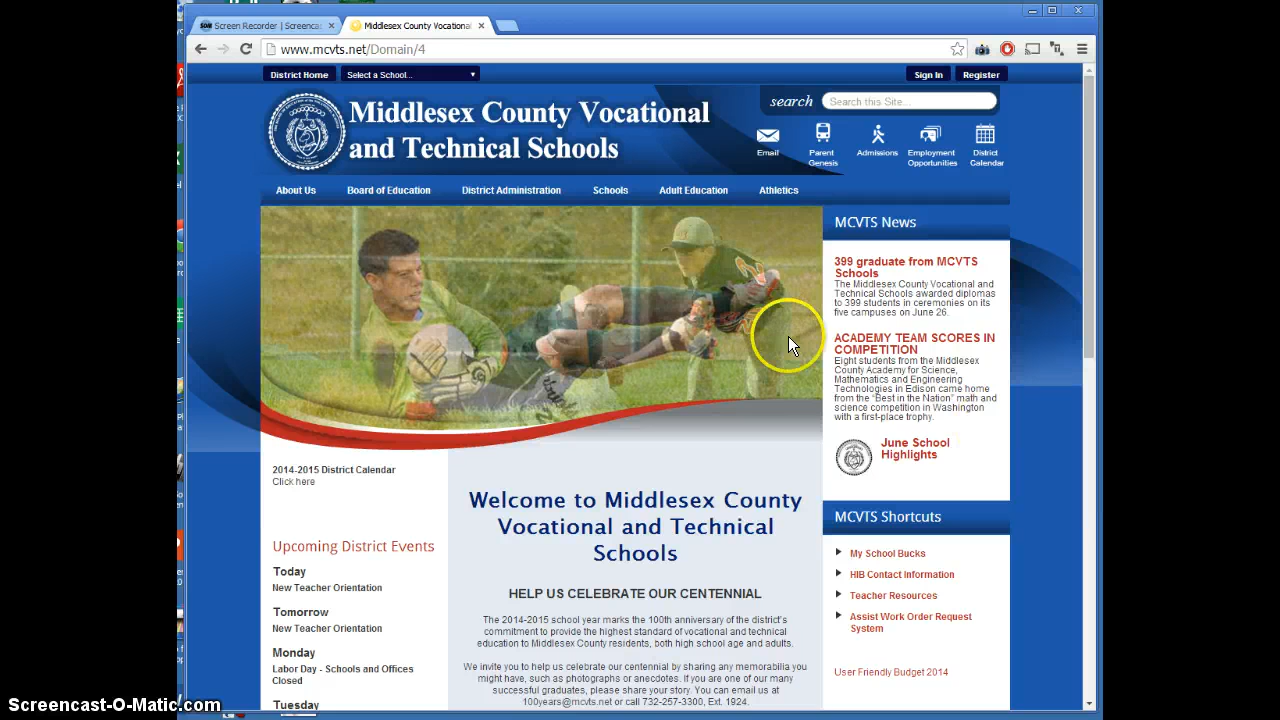 Screen Recorder | Screenca
Middlesex County Vocationa
www.mcvts.net/Domain/4
District Home
Select a School...
Sign In
Register
Middlesex County Vocational
and Technical Schools
search
Search this Site...
Email
Parent
Genesis
Admissions
Employment
Opportunities
District
Calendar
About Us
Board of Education
District Administration
Schools
Adult Education
Athletics
MCVTS News
399 graduate from MCVTS
Schools
The Middlesex County Vocational and
Technical Schools awarded diplomas
to 399 students in ceremonies on its
five campuses on June 26.
ACADEMY TEAM SCORES IN
COMPETITION
Eight students from the Middlesex
County Academy for Science,
Mathematics and Engineering
Technologies in Edison came home
from the "Best in the Nation" math and
science competition in Washington
with a first-place trophy.
June School
Highlights
2014-2015 District Calendar
Click here
Upcoming District Events
Today
New Teacher Orientation
Tomorrow
New Teacher Orientation
Monday
Labor Day - Schools and Offices
Closed
Tuesday
Welcome to Middlesex County
Vocational and Technical
Schools
HELP US CELEBRATE OUR CENTENNIAL
The 2014-2015 school year marks the 100th anniversary of the district's
commitment to provide the highest standard of vocational and technical
education to Middlesex County residents, both high school age and adults.
We invite you to help us celebrate our centennial by sharing any memorabilia you
might have, such as photographs or anecdotes. If you are one of our many
successful graduates, please share your story. You can email us at
100years@mcvts.net or call 732-257-3300, Ext. 1924.
MCVTS Shortcuts
My School Bucks
HIB Contact Information
Teacher Resources
Assist Work Order Request
System
User Friendly Budget 2014
Screencast-O-Matic.com